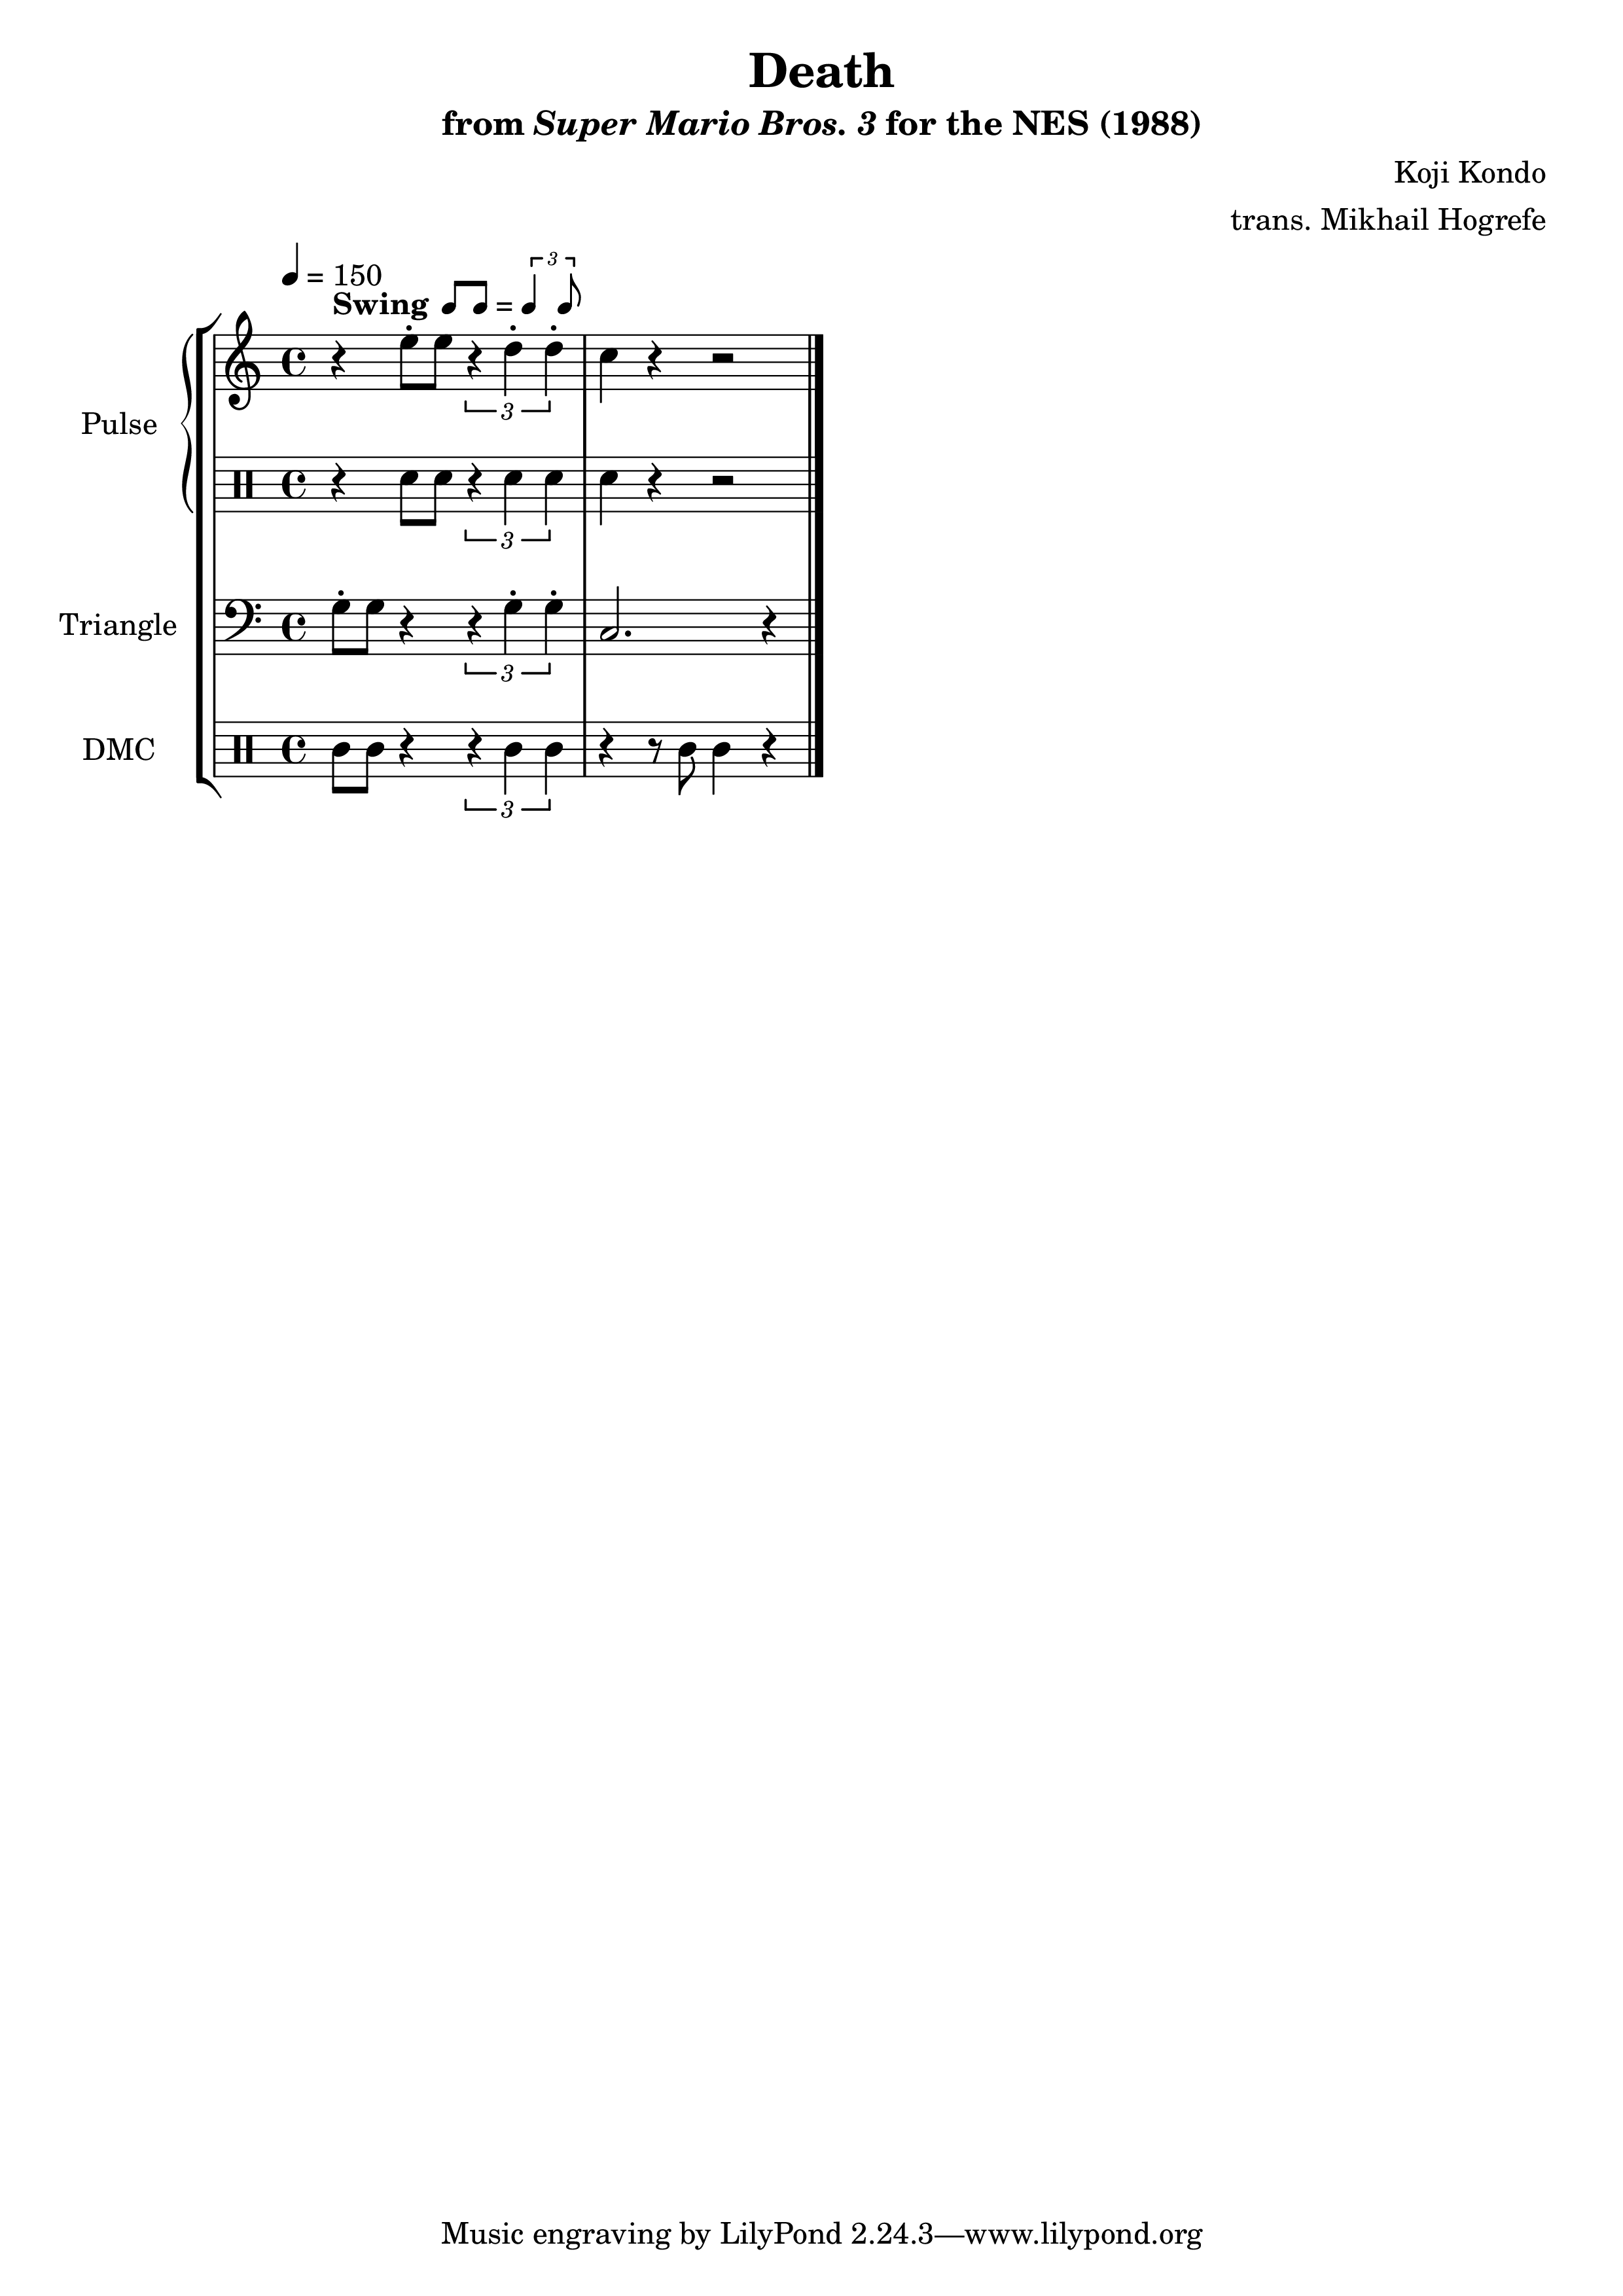 Death
from Super Mario Bros. 3 for the NES (1988)
Koji Kondo
trans. Mikhail Hogrefe
= 150
Swing = 3
Pulse
3
3
Triangle
3
DMC
3
Music engraving by LilyPond 2.24.3—www.lilypond.org